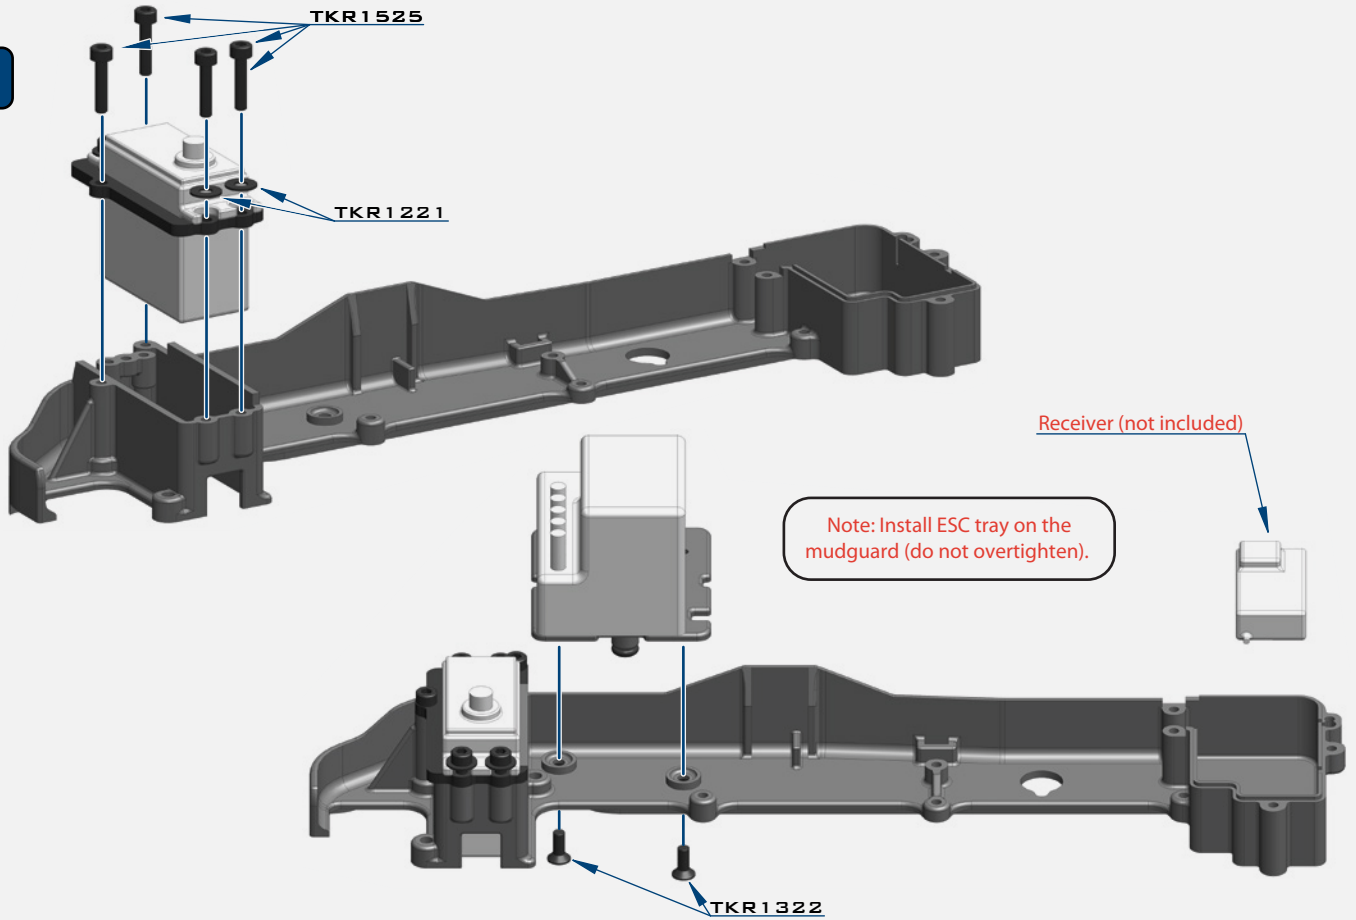 TKR1525
TKR1221
Receiver (not included)
Note: Install ESC tray on the
mudguard (do not overtighten).
TKR1322